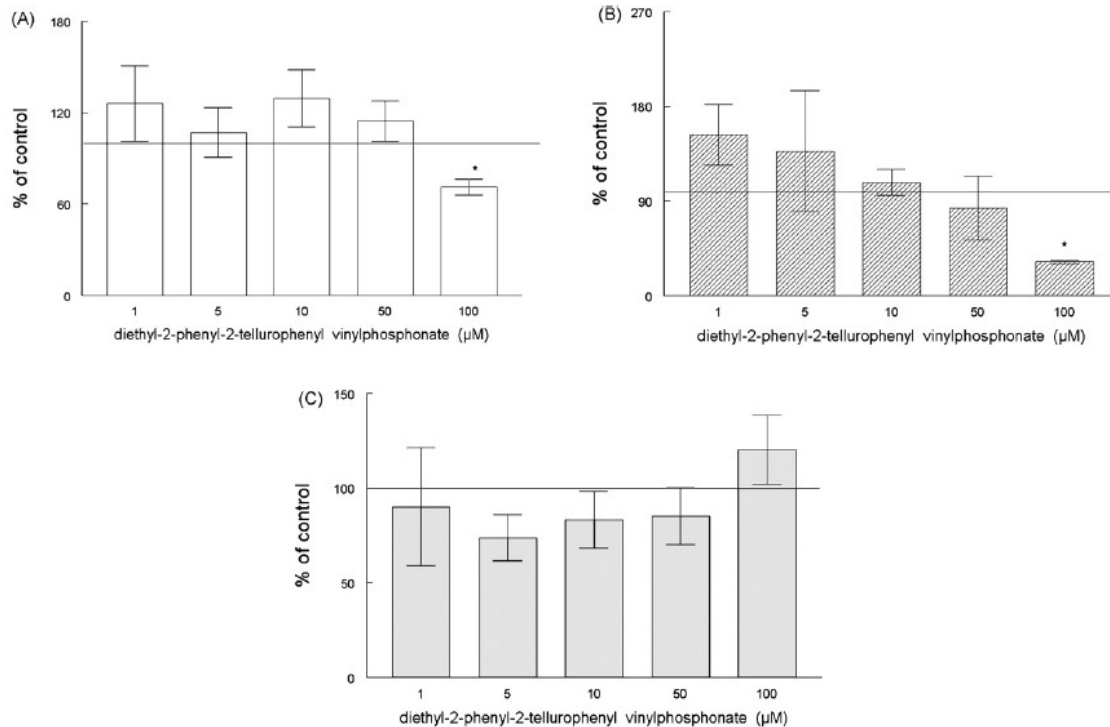 (A)
180
120
60
0
% of control
*
1 5 10 50 100
diethyl-2-phenyl-2-tellurophenyl vinylphosphonate (µM)
(B)
270
180
90
0
% of control
*
1 5 10 50 100
diethyl-2-phenyl-2-tellurophenyl vinylphosphonate (µM)
(C)
150
100
50
0
% of control
1 5 10 50 100
diethyl-2-phenyl-2-tellurophenyl vinylphosphonate (µM)